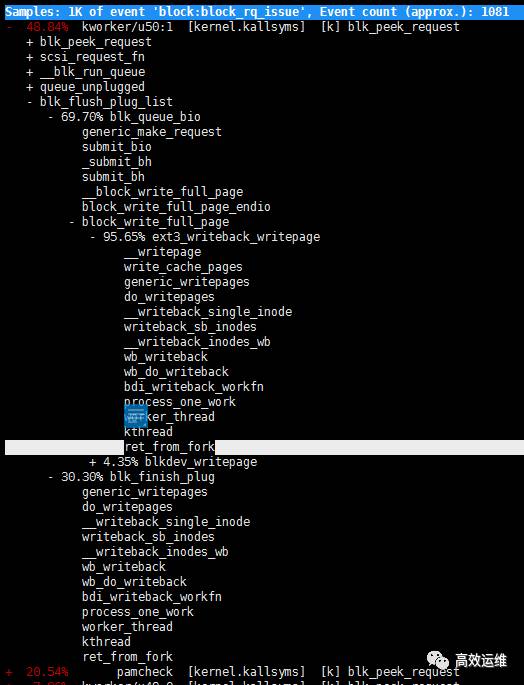 Samples: 1K of event 'block:block_rq_issue', Event count (approx.): 1081
- 48.84% kworker/u50:1 [kernel.kallsyms] [k] blk_peek_request
+ blk_peek_request
+ scsi_request_fn
+ __blk_run_queue
+ queue_unplugged
- blk_flush_plug_list
- 69.70% blk_queue_bio
generic_make_request
submit_bio
_submit_bh
submit_bh
__block_write_full_page
block_write_full_page_endio
- block_write_full_page
- 95.65% ext3_writeback_writepage
__writepage
write_cache_pages
generic_writepages
do_writepages
__writeback_single_inode
writeback_sb_inodes
__writeback_inodes_wb
wb_writeback
wb_do_writeback
bdi_writeback_workfn
process_one_work
ker_thread
kthread
ret_from_fork
+ 4.35% blkdev_writepage
- 30.30% blk_finish_plug
generic_writepages
do_writepages
__writeback_single_inode
writeback_sb_inodes
__writeback_inodes_wb
wb_writeback
wb_do_writeback
bdi_writeback_workfn
process_one_work
worker_thread
kthread
ret_from_fork
高效运维
+ 20.54% pamcheck [kernel.kallsyms] [k] blk_peek_request